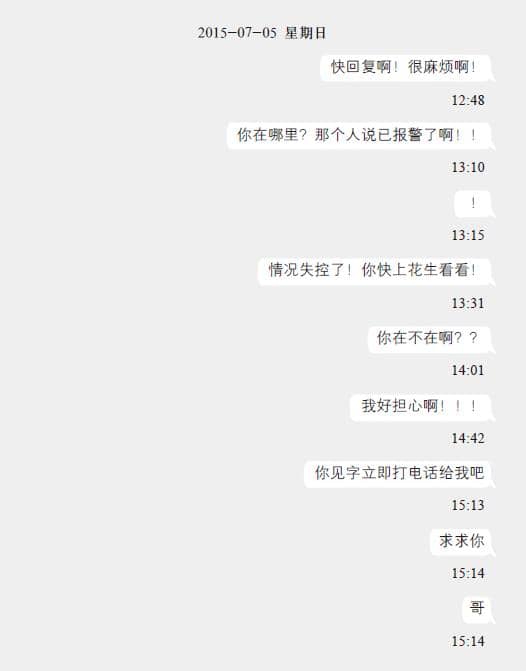 2015-07-05 星期日
快回复啊！很麻烦啊！
12:48
你在哪里？那个人说已报警了啊！！
13:10
！
13:15
情况失控了！你快上花生看看！
13:31
你在不在啊？？
14:01
我好担心啊！！！
14:42
你见字立即打电话给我吧
15:13
求求你
15:14
哥
15:14